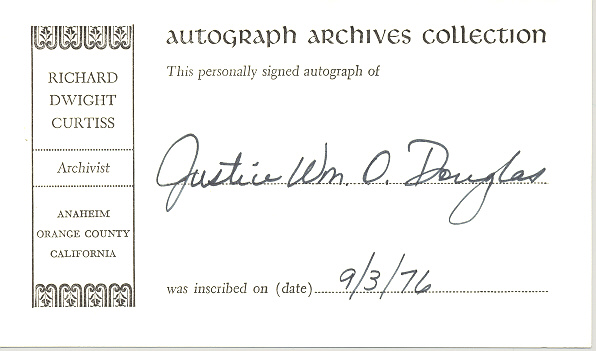 RICHARD
DWIGHT
CURTISS
Archivist
ANAHEIM
ORANGE COUNTY
CALIFORNIA
AUTOGRAPH ARCHIVES COLLECTION
This personally signed autograph of
Justice Wm. O. Douglas
was inscribed on (date) 9/3/76